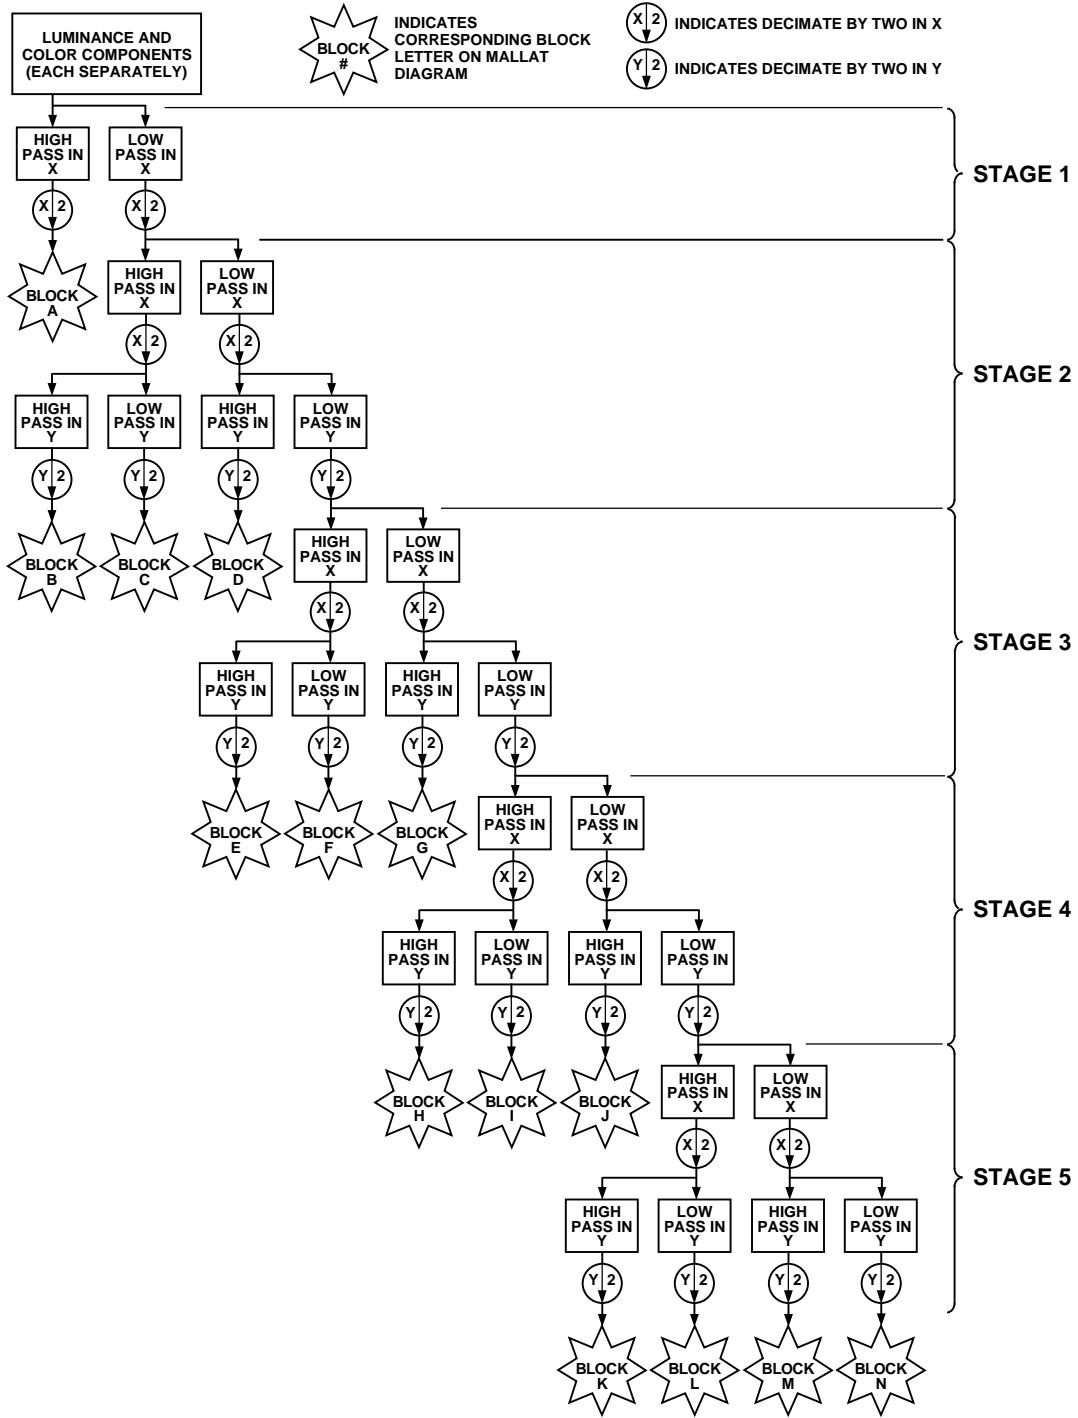 LUMINANCE AND
COLOR COMPONENTS
(EACH SEPARATELY)
BLOCK
#
INDICATES
CORRESPONDING BLOCK
LETTER ON MALLAT
DIAGRAM
X 2
INDICATES DECIMATE BY TWO IN X
Y 2
INDICATES DECIMATE BY TWO IN Y
HIGH
PASS IN
X
LOW
PASS IN
X
STAGE 1
X 2
X 2
BLOCK
A
HIGH
PASS IN
X
LOW
PASS IN
X
X 2
X 2
STAGE 2
HIGH
PASS IN
Y
LOW
PASS IN
Y
HIGH
PASS IN
Y
LOW
PASS IN
Y
Y 2
Y 2
Y 2
Y 2
BLOCK
B
BLOCK
C
BLOCK
D
HIGH
PASS IN
X
LOW
PASS IN
X
X 2
X 2
STAGE 3
HIGH
PASS IN
Y
LOW
PASS IN
Y
HIGH
PASS IN
Y
LOW
PASS IN
Y
Y 2
Y 2
Y 2
Y 2
BLOCK
E
BLOCK
F
BLOCK
G
HIGH
PASS IN
X
LOW
PASS IN
X
X 2
X 2
STAGE 4
HIGH
PASS IN
Y
LOW
PASS IN
Y
HIGH
PASS IN
Y
LOW
PASS IN
Y
Y 2
Y 2
Y 2
Y 2
BLOCK
H
BLOCK
I
BLOCK
J
HIGH
PASS IN
X
LOW
PASS IN
X
X 2
X 2
STAGE 5
HIGH
PASS IN
Y
LOW
PASS IN
Y
HIGH
PASS IN
Y
LOW
PASS IN
Y
Y 2
Y 2
Y 2
Y 2
BLOCK
K
BLOCK
L
BLOCK
M
BLOCK
N